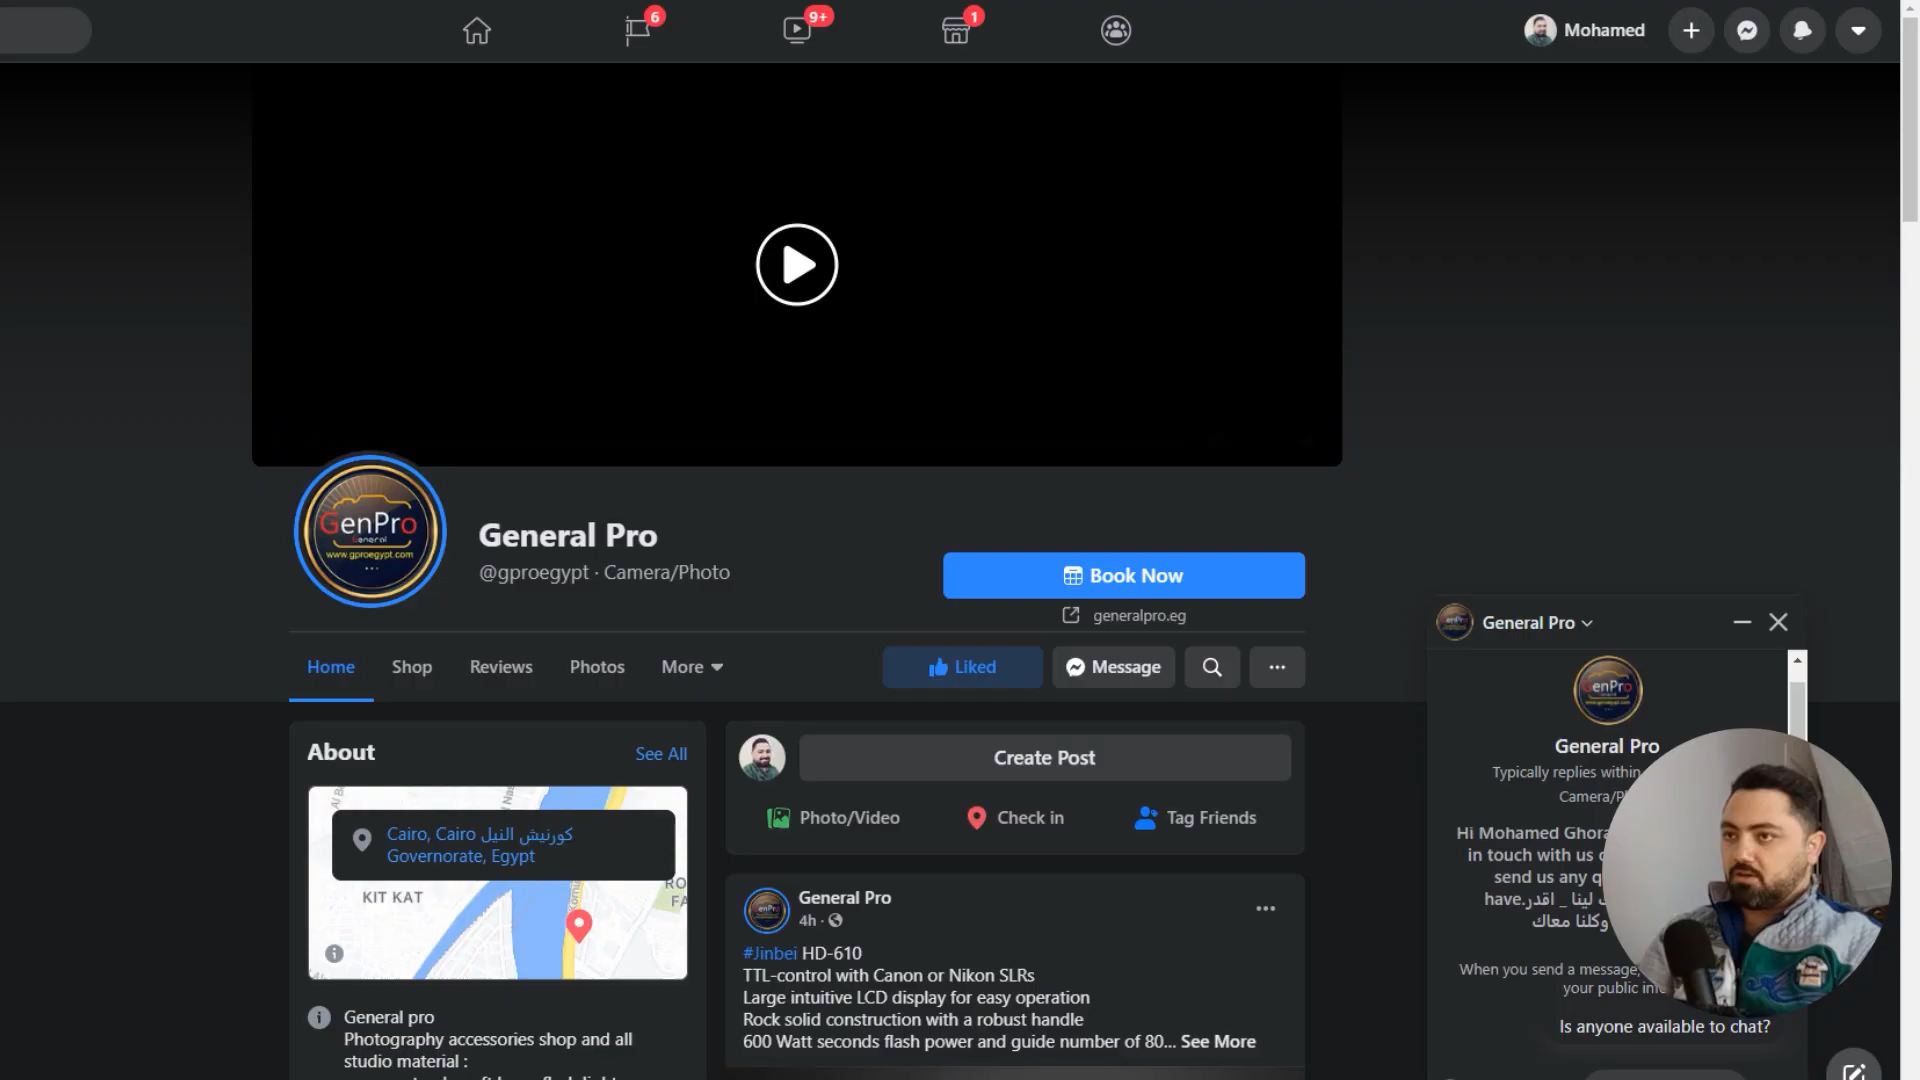 6
9+
1
Mohamed
GenPro
General
www.gproegypt.com
General Pro
@gproegypt · Camera/Photo
Book Now
generalpro.eg
Home
Shop
Reviews
Photos
More
Liked
Message
About
See All
Cairo, Cairo كورنيش النيل
Governorate, Egypt
KIT KAT
General pro
Photography accessories shop and all
studio material :
Create Post
Photo/Video
Check in
Tag Friends
General Pro
4h ·
#Jinbei HD-610
TTL-control with Canon or Nikon SLRs
Large intuitive LCD display for easy operation
Rock solid construction with a robust handle
600 Watt seconds flash power and guide number of 80... See More
General Pro
GenPro
General Pro
Typically replies within
Hi Mohamed
in touch with us
send us any
have.لينا _ اقدر
وكلنا معاك
When you send a message,
your public
Is anyone available to chat?